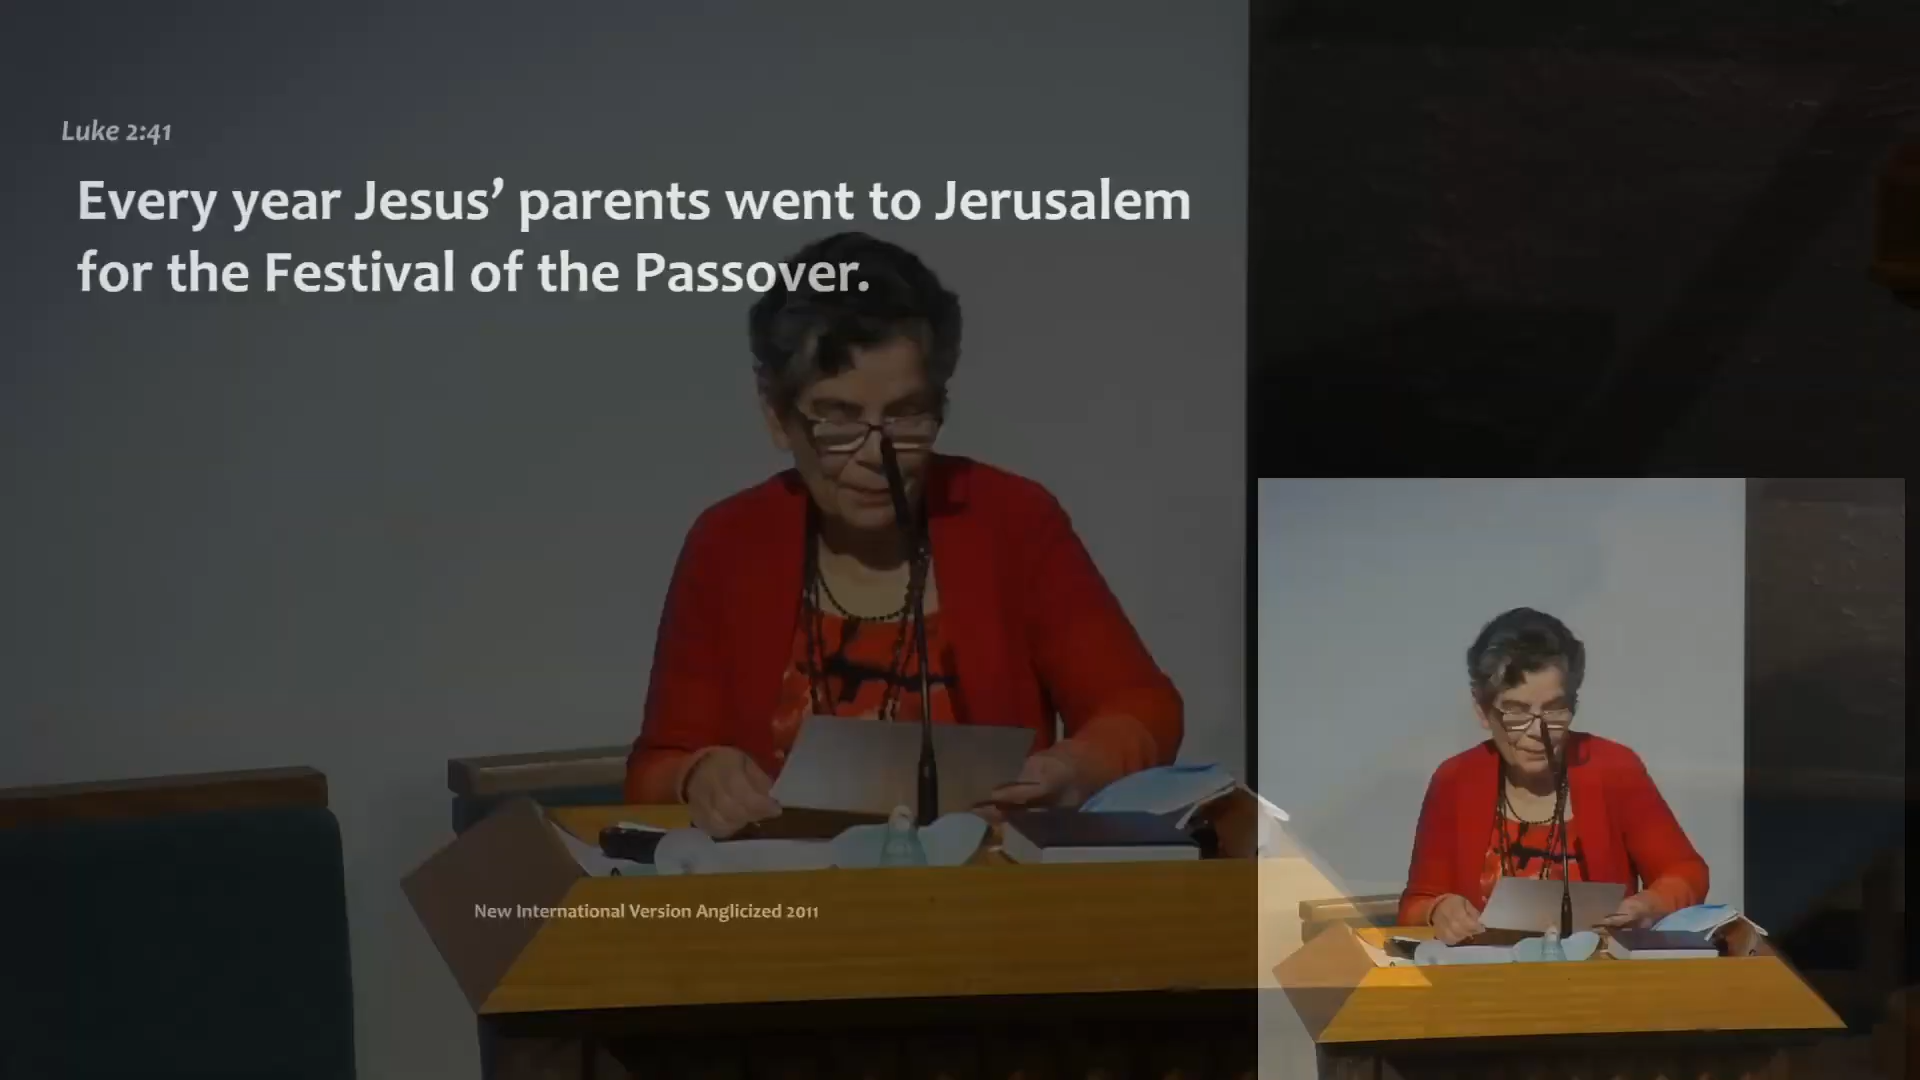 Luke 2:41
Every year Jesus’ parents went to Jerusalem
for the Festival of the Passover.
New International Version Anglicized 2011